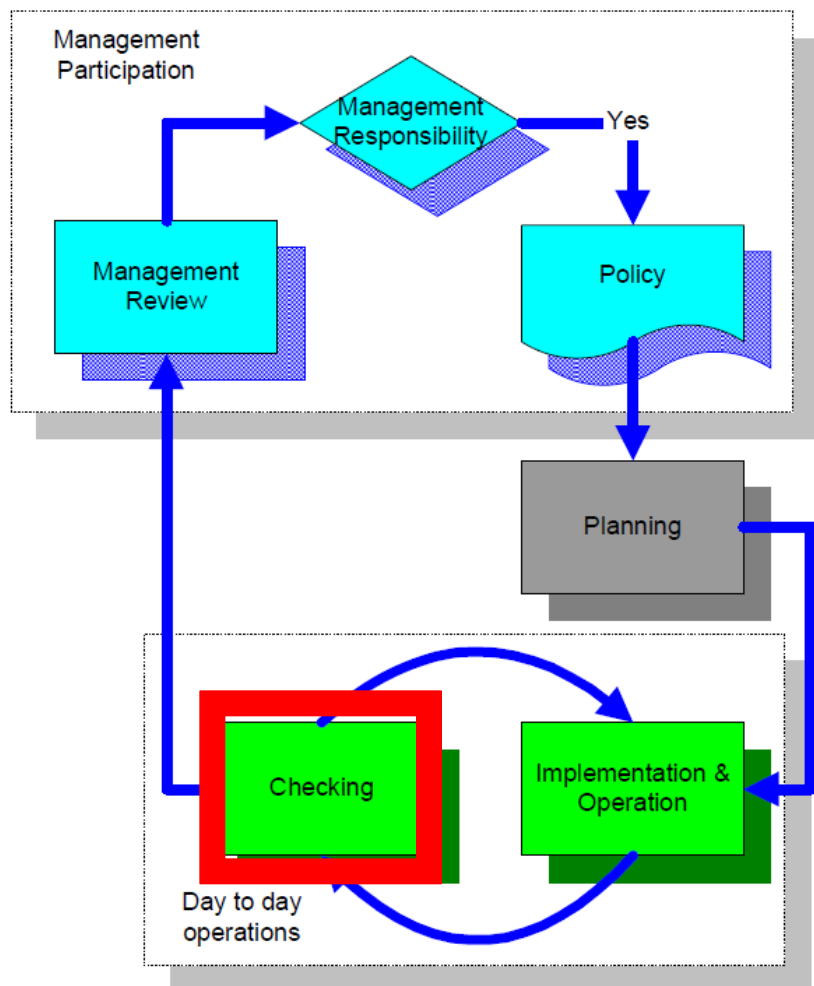 Management
Participation
Management
Responsibility
Yes
Management
Review
Policy
Planning
Checking
Implementation &
Operation
Day to day
operations